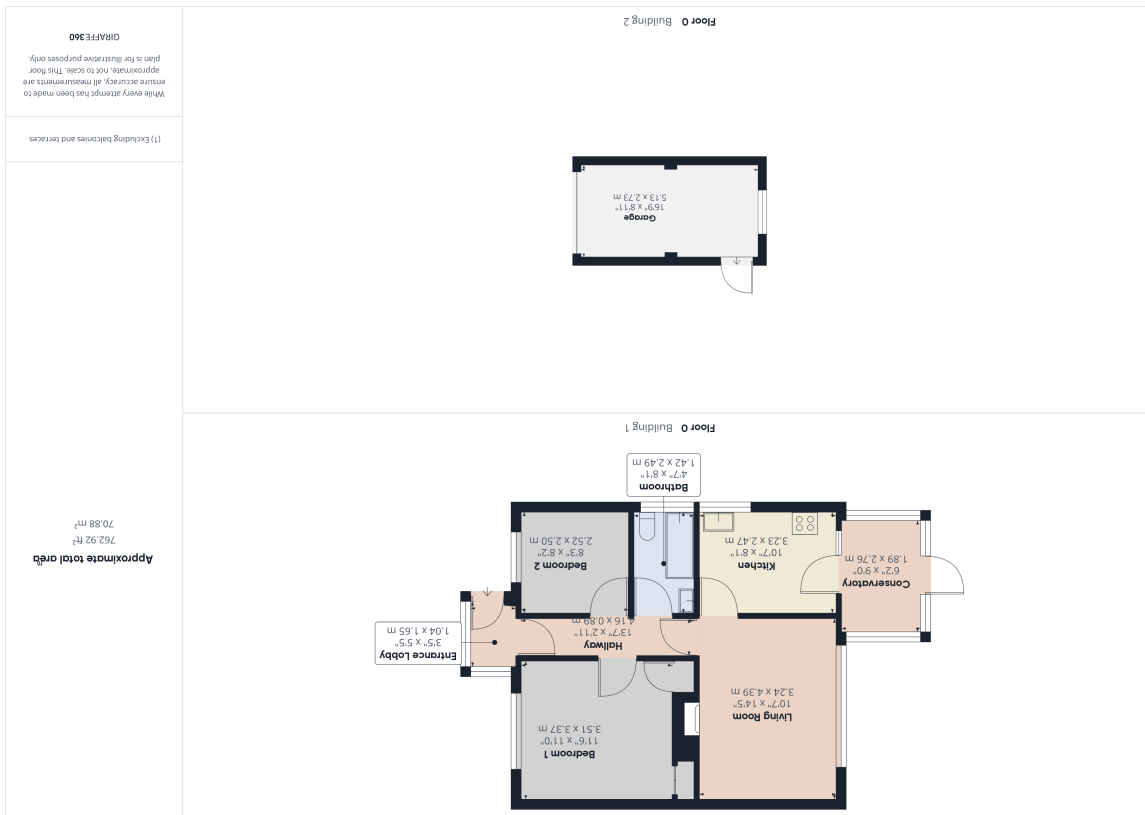 Bedroom 1
11'6" x 11'0"
3.51 x 3.37 m
Living Room
10'7" x 14'5"
3.24 x 4.39 m
Entrance Lobby
3'5" x 5'5"
1.04 x 1.65 m
Hallway
13'7" x 2'11"
4.16 x 0.89 m
Bedroom 2
8'3" x 8'2"
2.52 x 2.50 m
Kitchen
10'7" x 8'1"
3.23 x 2.47 m
Conservatory
6'2" x 9'0"
1.89 x 2.76 m
Bathroom
4'7" x 8'1"
1.42 x 2.49 m
Floor 0 Building 1
Garage
16'9" x 8'11"
5.13 x 2.73 m
Floor 0 Building 2
Approximate total area(1)
762.92 ft²
70.88 m²
(1) Excluding balconies and terraces
While every attempt has been made to
ensure accuracy, all measurements are
approximate, not to scale. This floor
plan is for illustrative purposes only.
GIRAFFE360